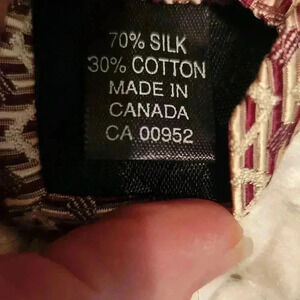 70% SILK
30% COTTON
MADE IN
CANADA
CA 00952